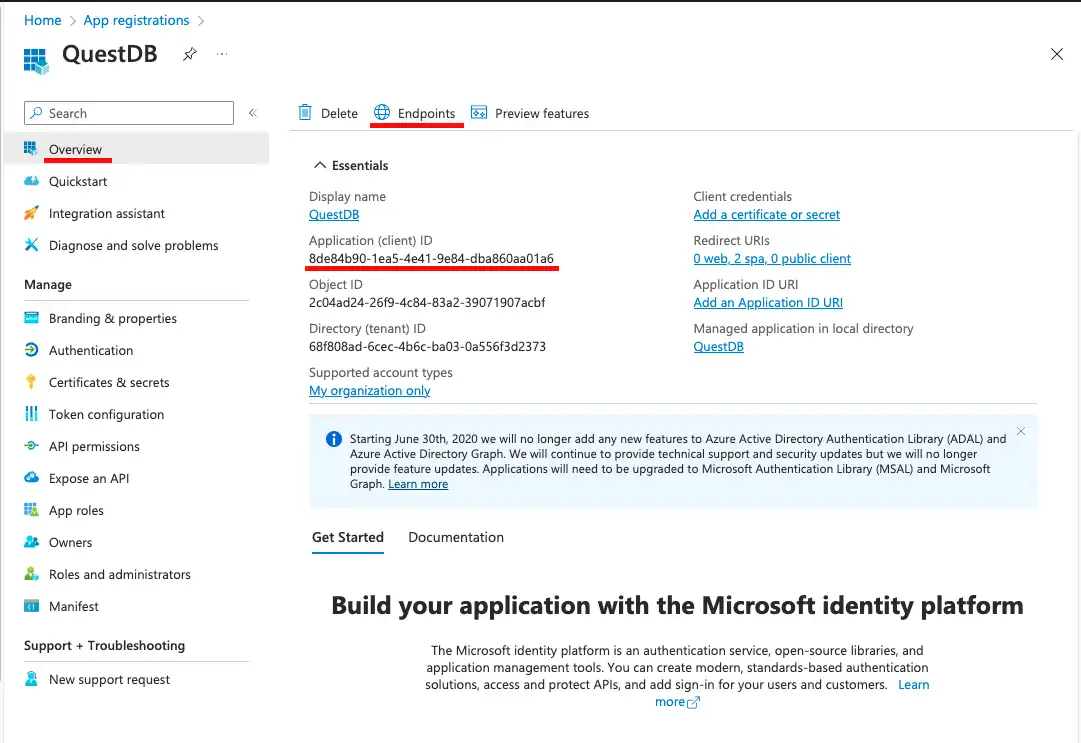 Home > App registrations >
QuestDB ...
Search «
Overview
Quickstart
Integration assistant
Diagnose and solve problems
Manage
Branding & properties
Authentication
Certificates & secrets
Token configuration
API permissions
Expose an API
App roles
Owners
Roles and administrators
Manifest
Support + Troubleshooting
New support request
Delete Endpoints Preview features
Essentials
Display name
QuestDB
Application (client) ID
8de84b90-1ea5-4e41-9e84-dba860aa01a6
Object ID
2c04ad24-26f9-4c84-83a2-39071907acbf
Directory (tenant) ID
68f808ad-6cec-4b6c-ba03-0a556f3d2373
Supported account types
My organization only
Client credentials
Add a certificate or secret
Redirect URIs
0 web, 2 spa, 0 public client
Application ID URI
Add an Application ID URI
Managed application in local directory
QuestDB
Starting June 30th, 2020 we will no longer add any new features to Azure Active Directory Authentication Library (ADAL) and
Azure Active Directory Graph. We will continue to provide technical support and security updates but we will no longer
provide feature updates. Applications will need to be upgraded to Microsoft Authentication Library (MSAL) and Microsoft
Graph. Learn more
Get Started Documentation
Build your application with the Microsoft identity platform
The Microsoft identity platform is an authentication service, open-source libraries, and
application management tools. You can create modern, standards-based authentication
solutions, access and protect APIs, and add sign-in for your users and customers. Learn
more